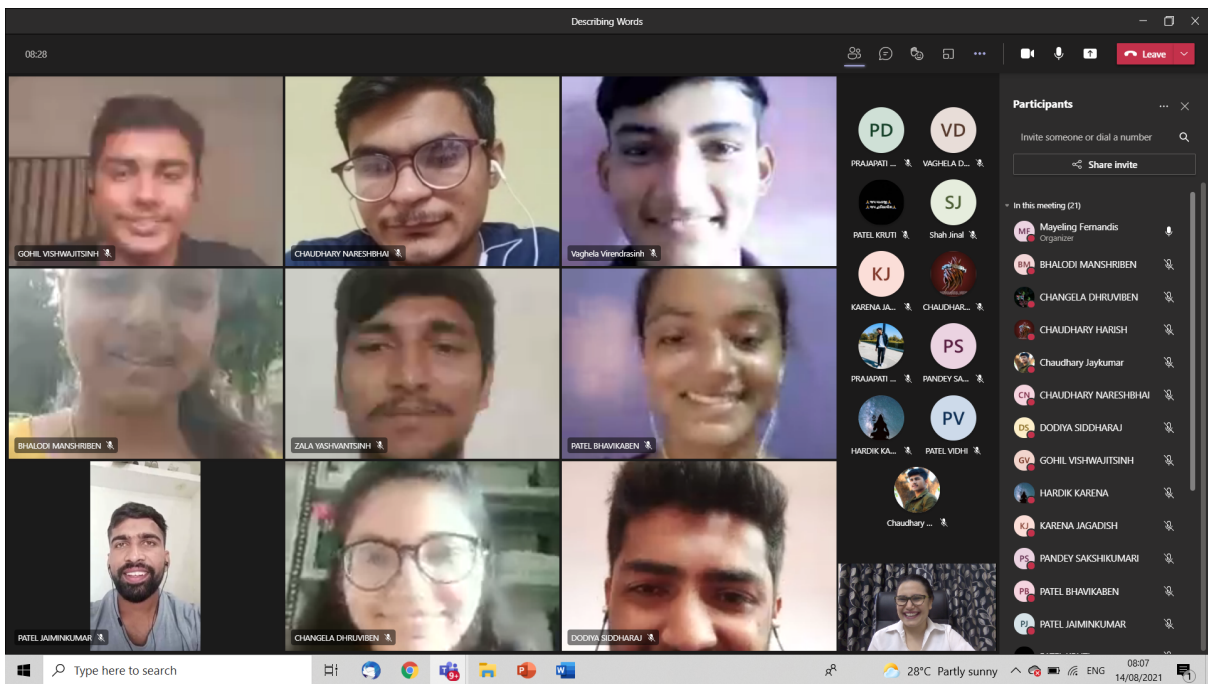 Describing Words
08:28
Leave
GOHIL VISHWAJITSINH
CHAUDHARY NARESHBHAI
Vaghela Virendrasinh
BHALODI MANSHRIBEN
ZALA YASHVANTSINH
PATEL BHAVIKABEN
PATEL JAIMINKUMAR
CHANGELA DHRUVIBEN
DODIYA SIDDHARAJ
PD
VD
PRAJAPATI ...
VAGHELA D...
SJ
PATEL KRUTI
Shah Jinal
KJ
KARENA JA...
CHAUDHAR...
PS
PRAJAPATI ...
PANDEY SA...
PV
HARDIK KA...
PATEL VIDHI
Chaudhary ...
Participants
Invite someone or dial a number
Share invite
In this meeting (21)
MF
Mayeling Fernandis
Organizer
BM
BHALODI MANSHRIBEN
CHANGELA DHRUVIBEN
CHAUDHARY HARISH
Chaudhary Jaykumar
CN
CHAUDHARY NARESHBHAI
DS
DODIYA SIDDHARAJ
GV
GOHIL VISHWAJITSINH
HARDIK KARENA
KJ
KARENA JAGADISH
PS
PANDEY SAKSHIKUMARI
PB
PATEL BHAVIKABEN
PJ
PATEL JAIMINKUMAR
Type here to search
9+
28°C Partly sunny
ENG
08:07
14/08/2021
1